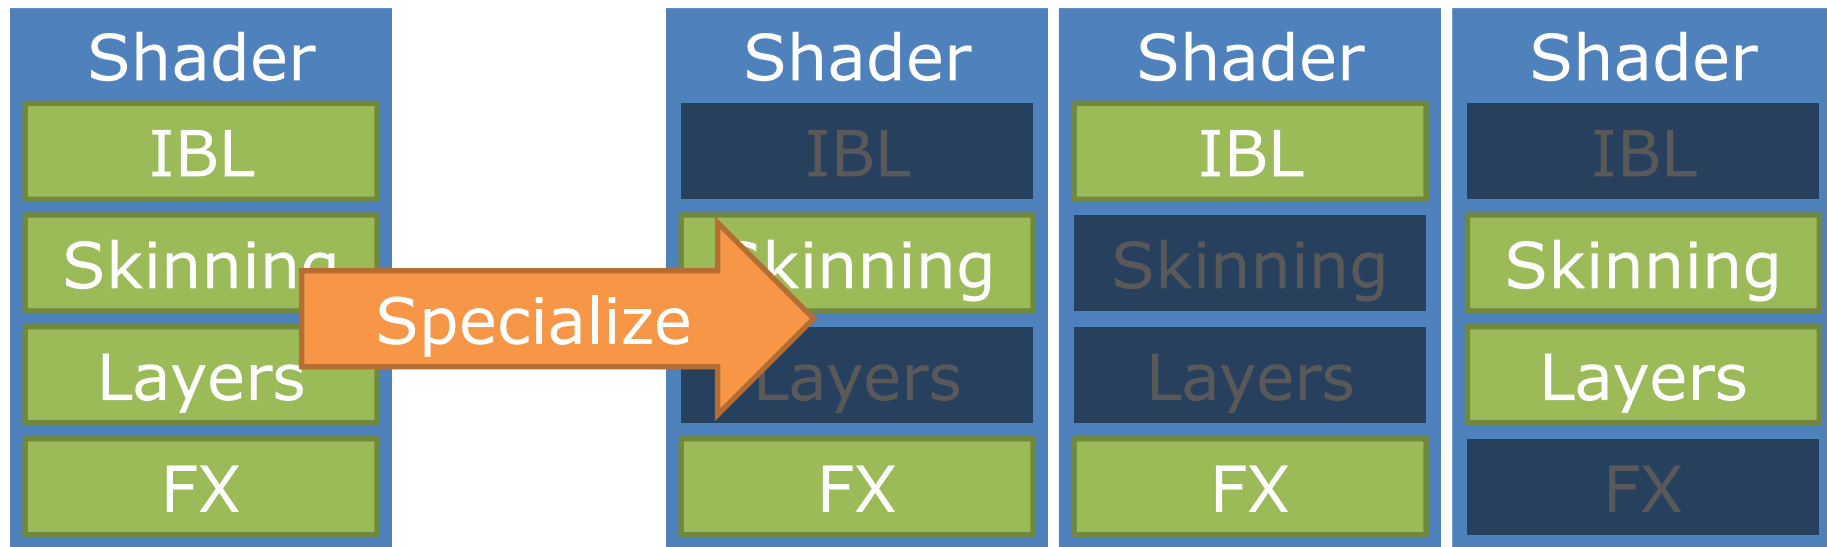 Shader
IBL
Skinning
Layers
FX
Specialize
Shader
IBL
Skinning
Layers
FX
Shader
IBL
Skinning
Layers
FX
Shader
IBL
Skinning
Layers
FX